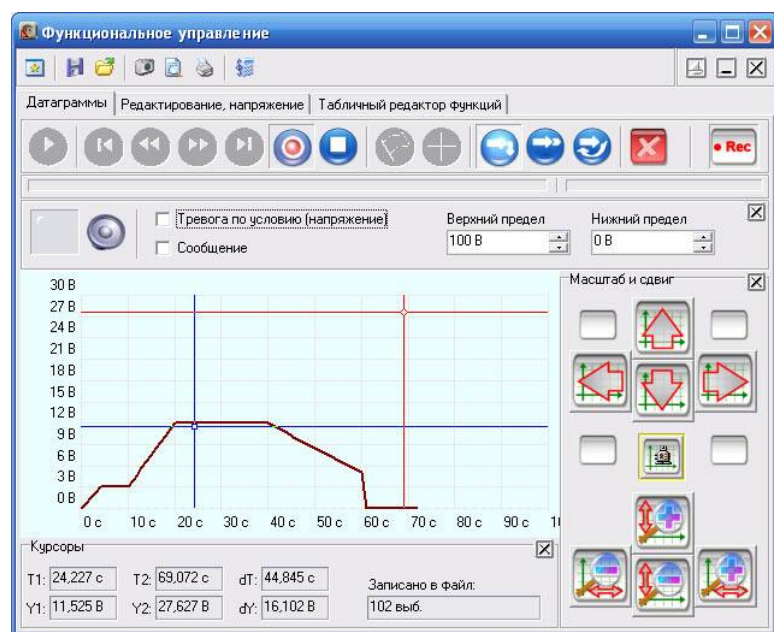 Функциональное управление
Датаграммы Редактирование, напряжение Табличный редактор функций
Rec
Тревога по условию (напряжение)
Сообщение
Верхний предел
100 В
Нижний предел
0 В
30 В
27 В
24 В
21 В
18 В
15 В
12 В
9 В
6 В
3 В
0 В
0 с 10 с 20 с 30 с 40 с 50 с 60 с 70 с 80 с 90 с 1
Масштаб и сдвиг
Курсоры
T1: 24,227 с T2: 69,072 с dT: 44,845 с
Y1: 11,525 В Y2: 27,627 В dY: 16,102 В
Записано в файл:
102 выб.